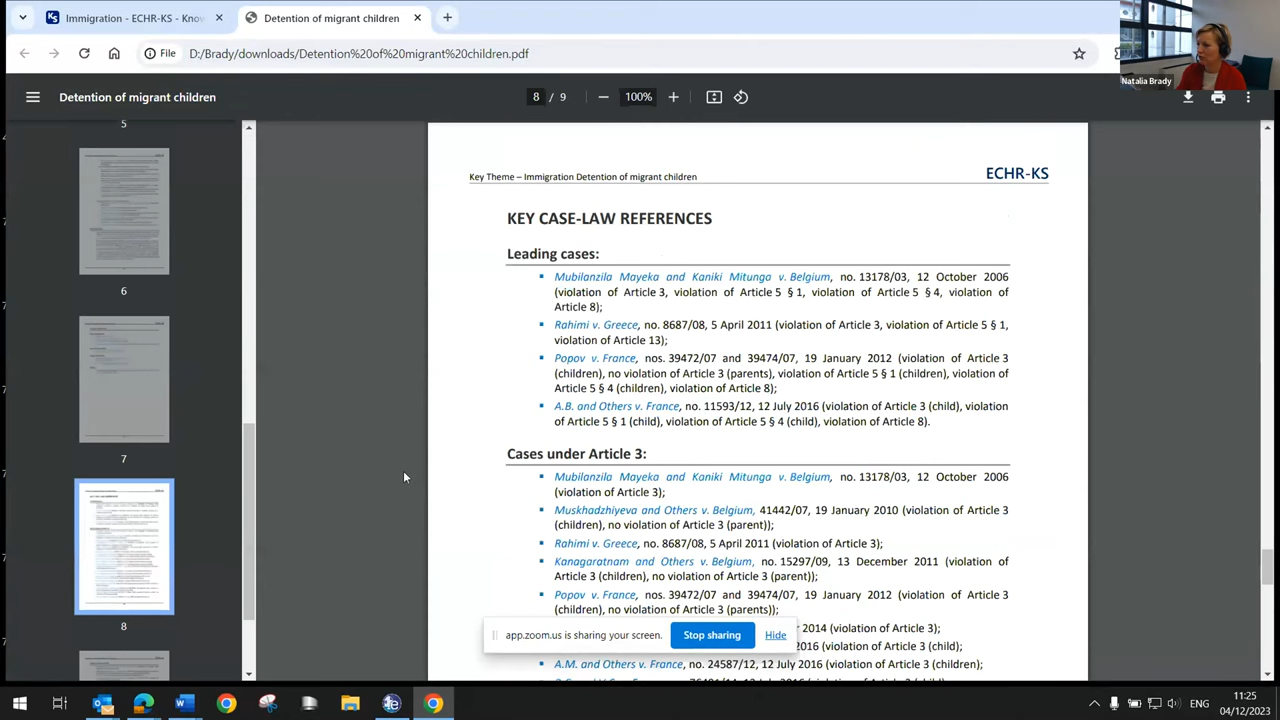 Immigration - ECHR-KS - Know
Detention of migrant children
Natalia Brady
File
D:/Brady/downloads/Detention%20of%20migrant%20children.pdf
Detention of migrant children
8 / 9
100%
5
6
7
8
Key Theme – Immigration Detention of migrant children
ECHR-KS
KEY CASE-LAW REFERENCES
Leading cases:
Mubilanzila Mayeka and Kaniki Mitunga v. Belgium, no. 13178/03, 12 October 2006
(violation of Article 3, violation of Article 5 § 1, violation of Article 5 § 4, violation of
Article 8);
Rahimi v. Greece, no. 8687/08, 5 April 2011 (violation of Article 3, violation of Article 5 § 1,
violation of Article 13);
Popov v. France, nos. 39472/07 and 39474/07, 19 January 2012 (violation of Article 3
(children), no violation of Article 3 (parents), violation of Article 5 § 1 (children), violation of
Article 5 § 4 (children), violation of Article 8);
A.B. and Others v. France, no. 11593/12, 12 July 2016 (violation of Article 3 (child), violation
of Article 5 § 1 (child), violation of Article 5 § 4 (child), violation of Article 8).
Cases under Article 3:
Mubilanzila Mayeka and Kaniki Mitunga v. Belgium, no. 13178/03, 12 October 2006
(violation of Article 3);
Muskhadzhiyeva and Others v. Belgium, 41442/07, 19 January 2010 (violation of Article 3
(children), no violation of Article 3 (parent));
Rahimi v. Greece, no. 8687/08, 5 April 2011 (violation of Article 3);
Kanagaratnam and Others v. Belgium, no. 15297/09, 13 December 2011 (violation of
Article 3 (children), no violation of Article 3 (parent));
Popov v. France, nos. 39472/07 and 39474/07, 19 January 2012 (violation of Article 3
(children), no violation of Article 3 (parents));
2014 (violation of Article 3);
2016 (violation of Article 3 (child);
A.M. and Others v. France, no. 24587/12, 12 July 2016 (violation of Article 3 (children);
app.zoom.us is sharing your screen.
Stop sharing
Hide
ENG
11:25
04/12/2023